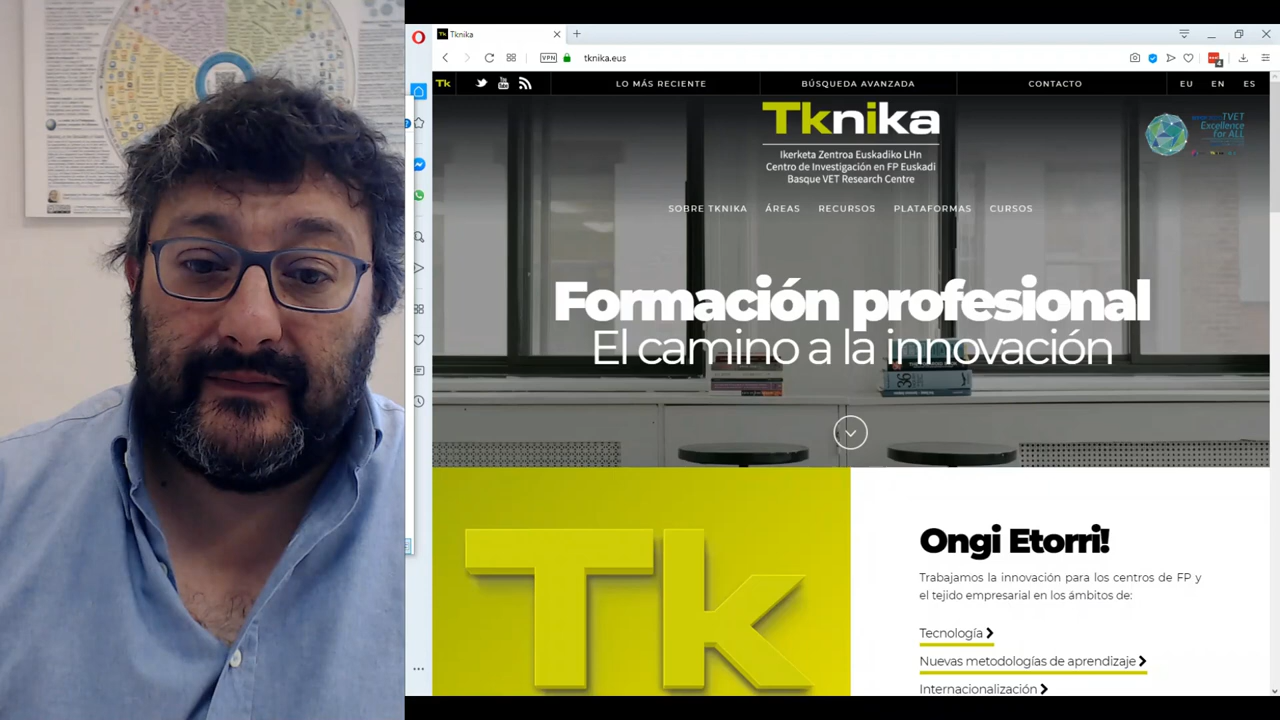 Tknika
tknika.eus
VPN
Tk
LO MÁS RECIENTE
BÚSQUEDA AVANZADA
CONTACTO
EU EN ES
Tknika
Ikerketa Zentroa Euskadiko LHn
Centro de Investigación en FP Euskadi
Basque VET Research Centre
TVET
Excellence
for ALL
SOBRE TKNIKA ÁREAS RECURSOS PLATAFORMAS CURSOS
Formación profesional
El camino a la innovación
36
Tk
Ongi Etorri!
Trabajamos la innovación para los centros de FP y
el tejido empresarial en los ámbitos de:
Tecnología
Nuevas metodologías de aprendizaje
Internacionalización